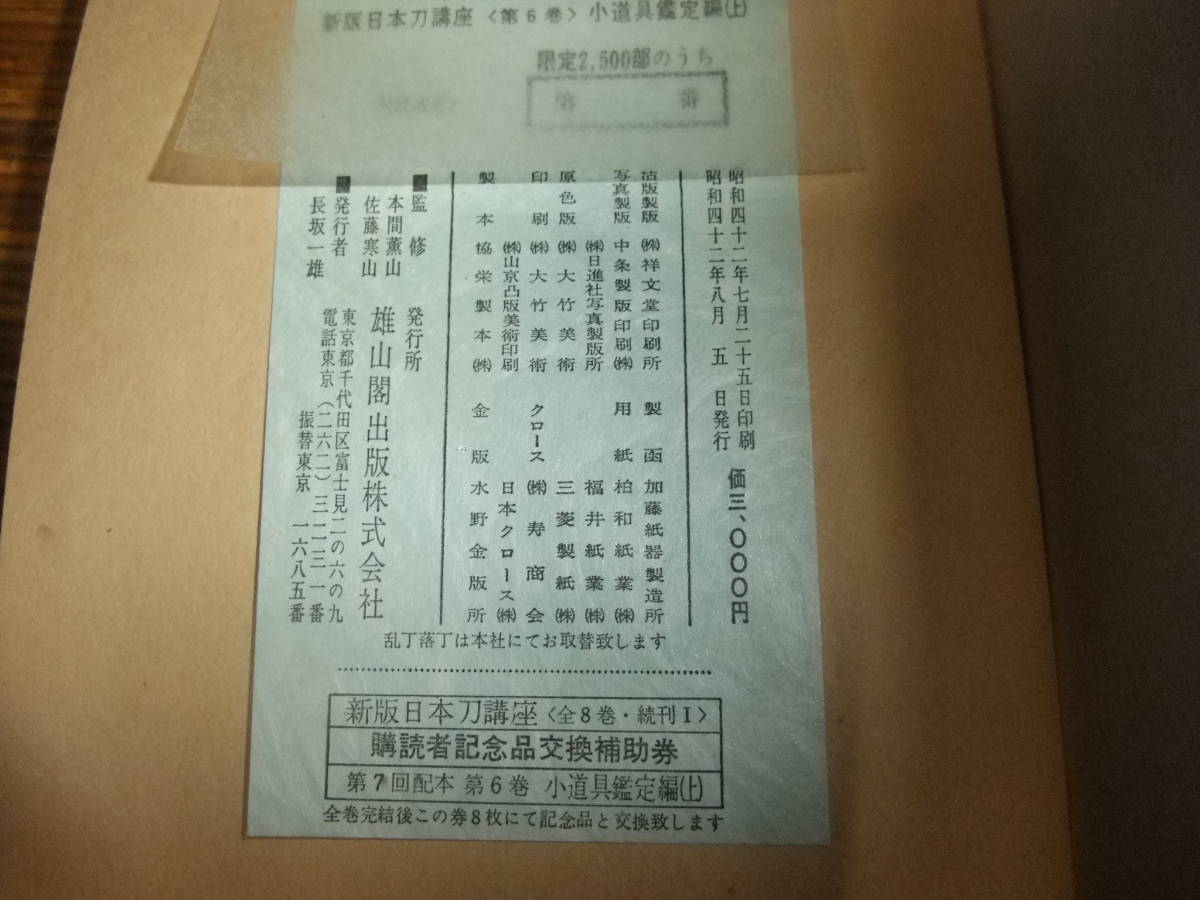 新版日本刀講座〈第6巻〉小道具鑑定編(上)
限定2,500部のうち
第 番
昭和四十二年七月二十五日印刷
昭和四十二年八月 五 日発行
価三、〇〇〇円
活版製版 ㈱祥文堂印刷所
写真製版 中条製版印刷㈱
㈱日進社写真製版所
原色版 ㈱大竹美術
印刷 ㈱大竹美術
㈱山京凸版美術印刷
製本 協栄製本㈱
製函 加藤紙器製造所
用紙 柏和紙業㈱
福井紙業㈱
三菱製紙㈱
クロース ㈱寿商会
日本クロース㈱
金版 水野金版所
■監修
本間薫山
佐藤寒山
■発行者
長坂一雄
発行所
雄山閣出版株式会社
東京都千代田区富士見二の六の九
電話東京(二六二)三二三一番
振替東京 一六八五番
乱丁落丁は本社にてお取替致します
新版日本刀講座〈全8巻・続刊I〉
購読者記念品交換補助券
第7回配本 第6巻 小道具鑑定編(上)
全巻完結後この券8枚にて記念品と交換致します